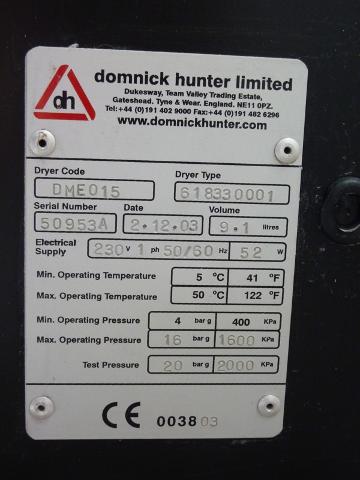 dh
domnick hunter limited
Dukesway, Team Valley Trading Estate,
Gateshead, Tyne & Wear. England. NE11 0PZ.
Tel:+44 (0)191 402 9000 Fax:+44 (0)191 482 6296
www.domnickhunter.com
Dryer Code Dryer Type
DME015 618330001
Serial Number Date Volume
50953A 2.12.03 9.1 litres
Electrical Supply 230 V 1 ph 50/60 Hz 52 W
Min. Operating Temperature 5 °C 41 °F
Max. Operating Temperature 50 °C 122 °F
Min. Operating Pressure 4 bar g 400 KPa
Max. Operating Pressure 16 bar g 1600 KPa
Test Pressure 20 bar g 2000 KPa
CE 0038 03